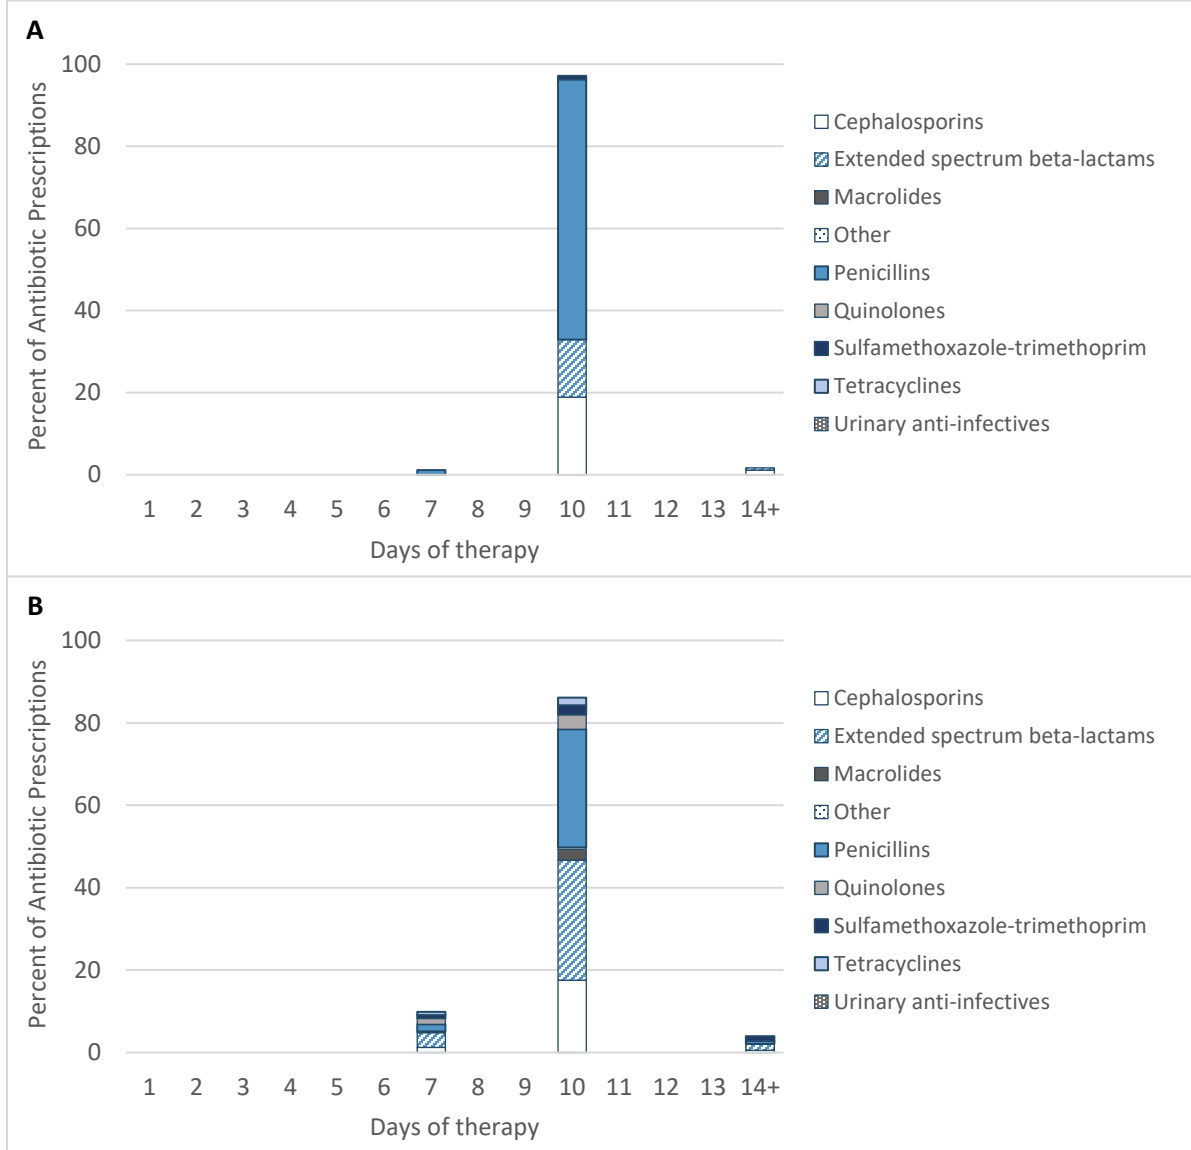 A
Percent of Antibiotic Prescriptions
100
80
60
40
20
0
1 2 3 4 5 6 7 8 9 10 11 12 13 14+
Days of therapy
Cephalosporins
Extended spectrum beta-lactams
Macrolides
Other
Penicillins
Quinolones
Sulfamethoxazole-trimethoprim
Tetracyclines
Urinary anti-infectives
B
Percent of Antibiotic Prescriptions
100
80
60
40
20
0
1 2 3 4 5 6 7 8 9 10 11 12 13 14+
Days of therapy
Cephalosporins
Extended spectrum beta-lactams
Macrolides
Other
Penicillins
Quinolones
Sulfamethoxazole-trimethoprim
Tetracyclines
Urinary anti-infectives